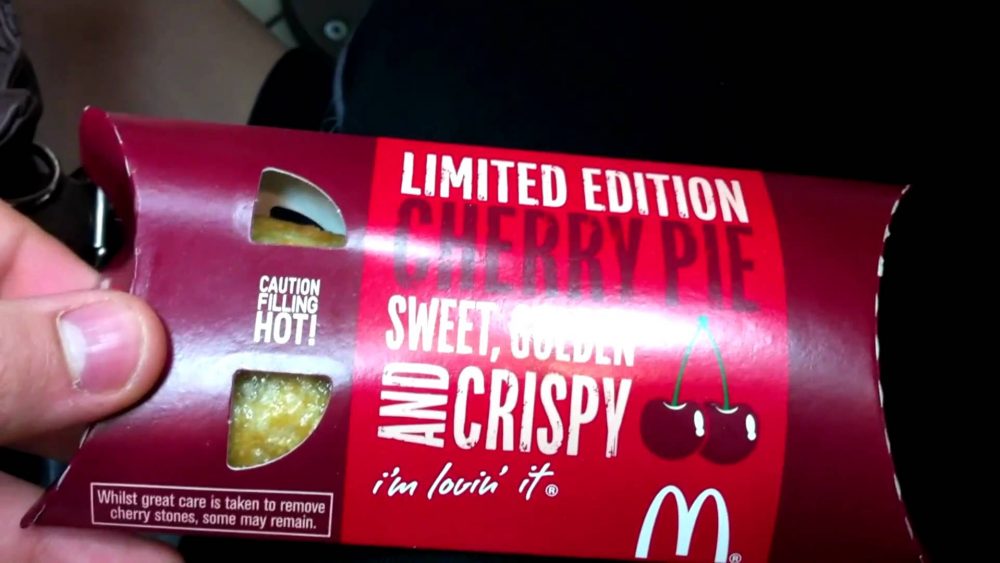 LIMITED EDITION
CHERRY PIE
SWEET, GOLDEN
AND CRISPY
i'm lovin' it®
M®
CAUTION
FILLING
HOT!
Whilst great care is taken to remove
cherry stones, some may remain.